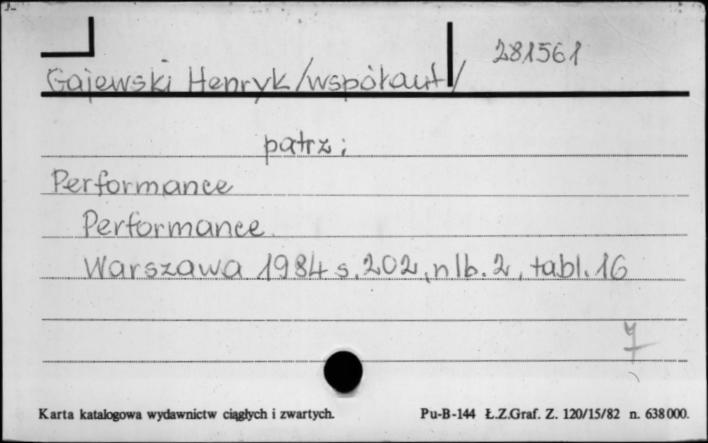 281561
Gajewski Henryk/współaut/
patrz;
Performance
Performance.
Warszawa 1984 s. 202, nlb. 2, tabl. 16
Karta katalogowa wydawnictw ciągłych i zwartych. Pu-B-144 Ł.Z.Graf. Z. 120/15/82 n. 638000.